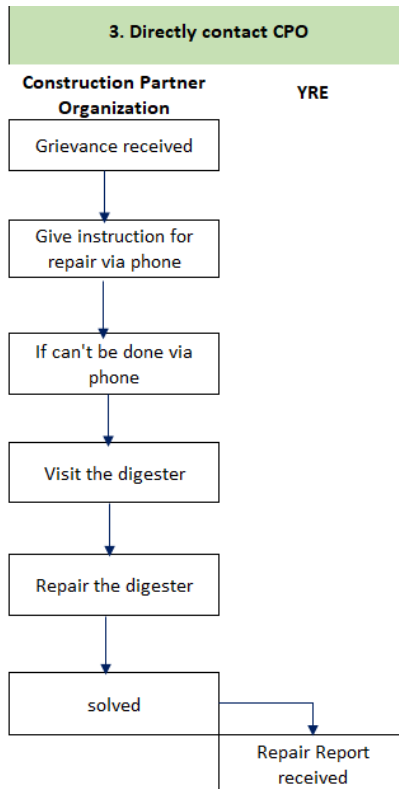 3. Directly contact CPO
Construction Partner
Organization
YRE
Grievance received
Give instruction for
repair via phone
If can't be done via
phone
Visit the digester
Repair the digester
solved
Repair Report
received